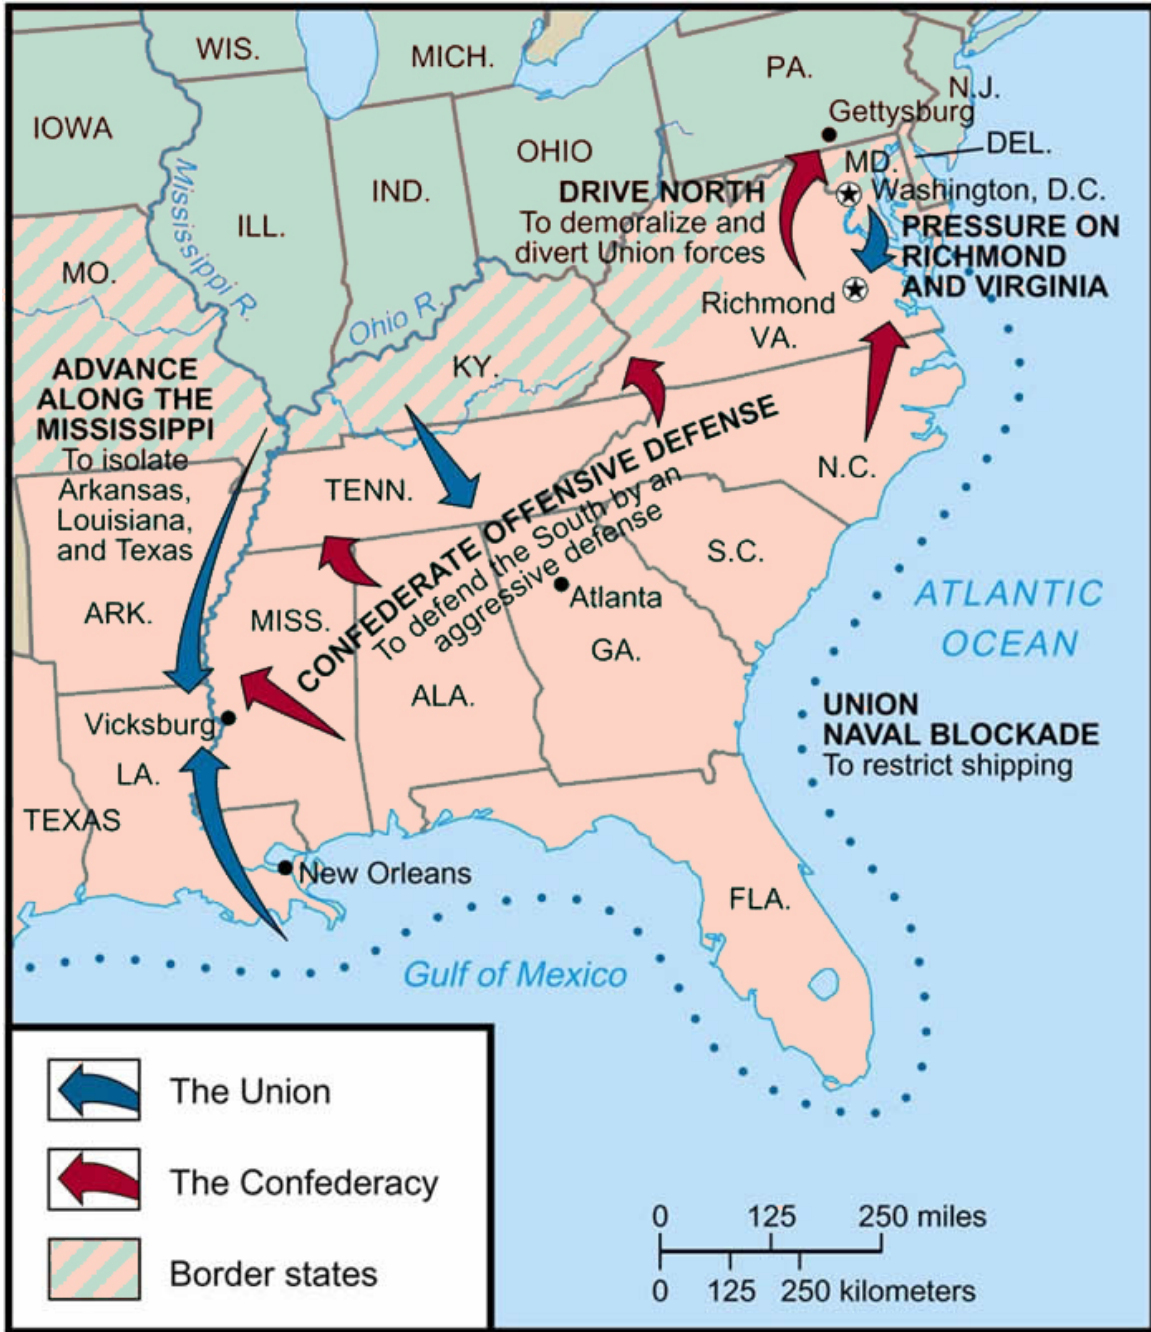 WIS.
MICH.
PA.
N.J.
IOWA
Gettysburg
OHIO
MD.
DEL.
IND.
DRIVE NORTH
To demoralize and
divert Union forces
Washington, D.C.
Mississippi R.
ILL.
PRESSURE ON
RICHMOND
AND VIRGINIA
MO.
Ohio R.
Richmond
VA.
KY.
ADVANCE
ALONG THE
MISSISSIPPI
To isolate
Arkansas,
Louisiana,
and Texas
TENN.
CONFEDERATE OFFENSIVE DEFENSE
To defend the South by an
aggressive defense
N.C.
S.C.
Atlanta
ATLANTIC
OCEAN
ARK.
MISS.
GA.
ALA.
Vicksburg
UNION
NAVAL BLOCKADE
To restrict shipping
LA.
TEXAS
New Orleans
FLA.
Gulf of Mexico
The Union
The Confederacy
Border states
0 125 250 miles
0 125 250 kilometers